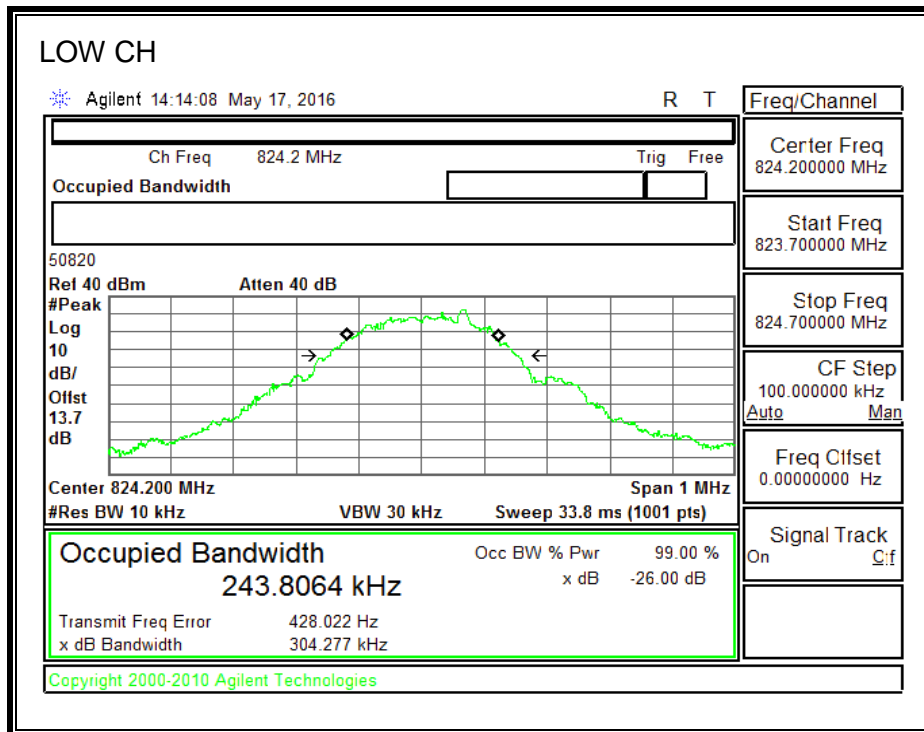 LOW CH
Agilent 14:14:08 May 17, 2016 R T
Freq/Channel
Ch Freq 824.2 MHz Trig Free
Occupied Bandwidth
Center Freq
824.200000 MHz
Start Freq
823.700000 MHz
Stop Freq
824.700000 MHz
CF Step
100.000000 kHz
Auto Man
Freq Offset
0.00000000 Hz
Signal Track
On Off
50820
Ref 40 dBm Atten 40 dB
#Peak
Log
10
dB/
Offst
13.7
dB
Center 824.200 MHz Span 1 MHz
#Res BW 10 kHz VBW 30 kHz Sweep 33.8 ms (1001 pts)
Occupied Bandwidth Occ BW % Pwr 99.00 %
243.8064 kHz x dB -26.00 dB
Transmit Freq Error 428.022 Hz
x dB Bandwidth 304.277 kHz
Copyright 2000-2010 Agilent Technologies